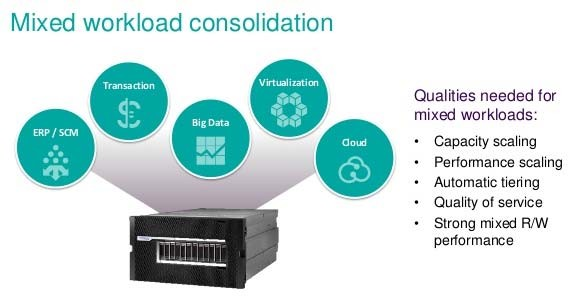 Mixed workload consolidation
Transaction
Virtualization
ERP / SCM
Big Data
Cloud
Qualities needed for
mixed workloads:
• Capacity scaling
• Performance scaling
• Automatic tiering
• Quality of service
• Strong mixed R/W
performance